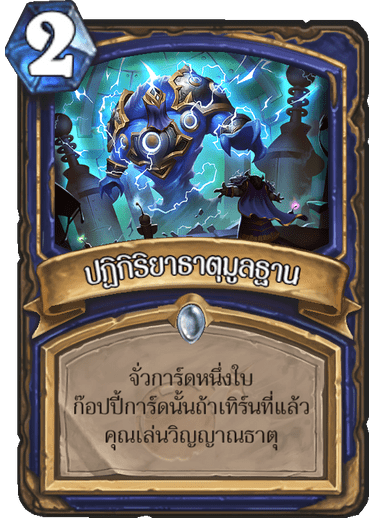 2
ปฏิกิริยาธาตุมูลฐาน
จั่วการ์ดหนึ่งใบ
ก๊อปปี้การ์ดนั้นถ้าเทิร์นที่แล้ว
คุณเล่นวิญญาณธาตุ